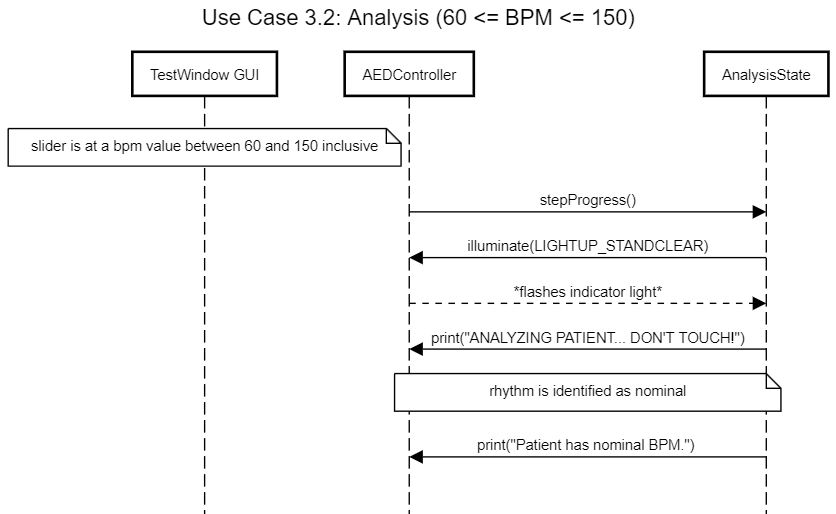 Use Case 3.2: Analysis (60 <= BPM <= 150)
TestWindow GUI
AEDController
AnalysisState
slider is at a bpm value between 60 and 150 inclusive
stepProgress()
illuminate(LIGHTUP_STANDCLEAR)
*flashes indicator light*
print("ANALYZING PATIENT... DON'T TOUCH!")
rhythm is identified as nominal
print("Patient has nominal BPM.")